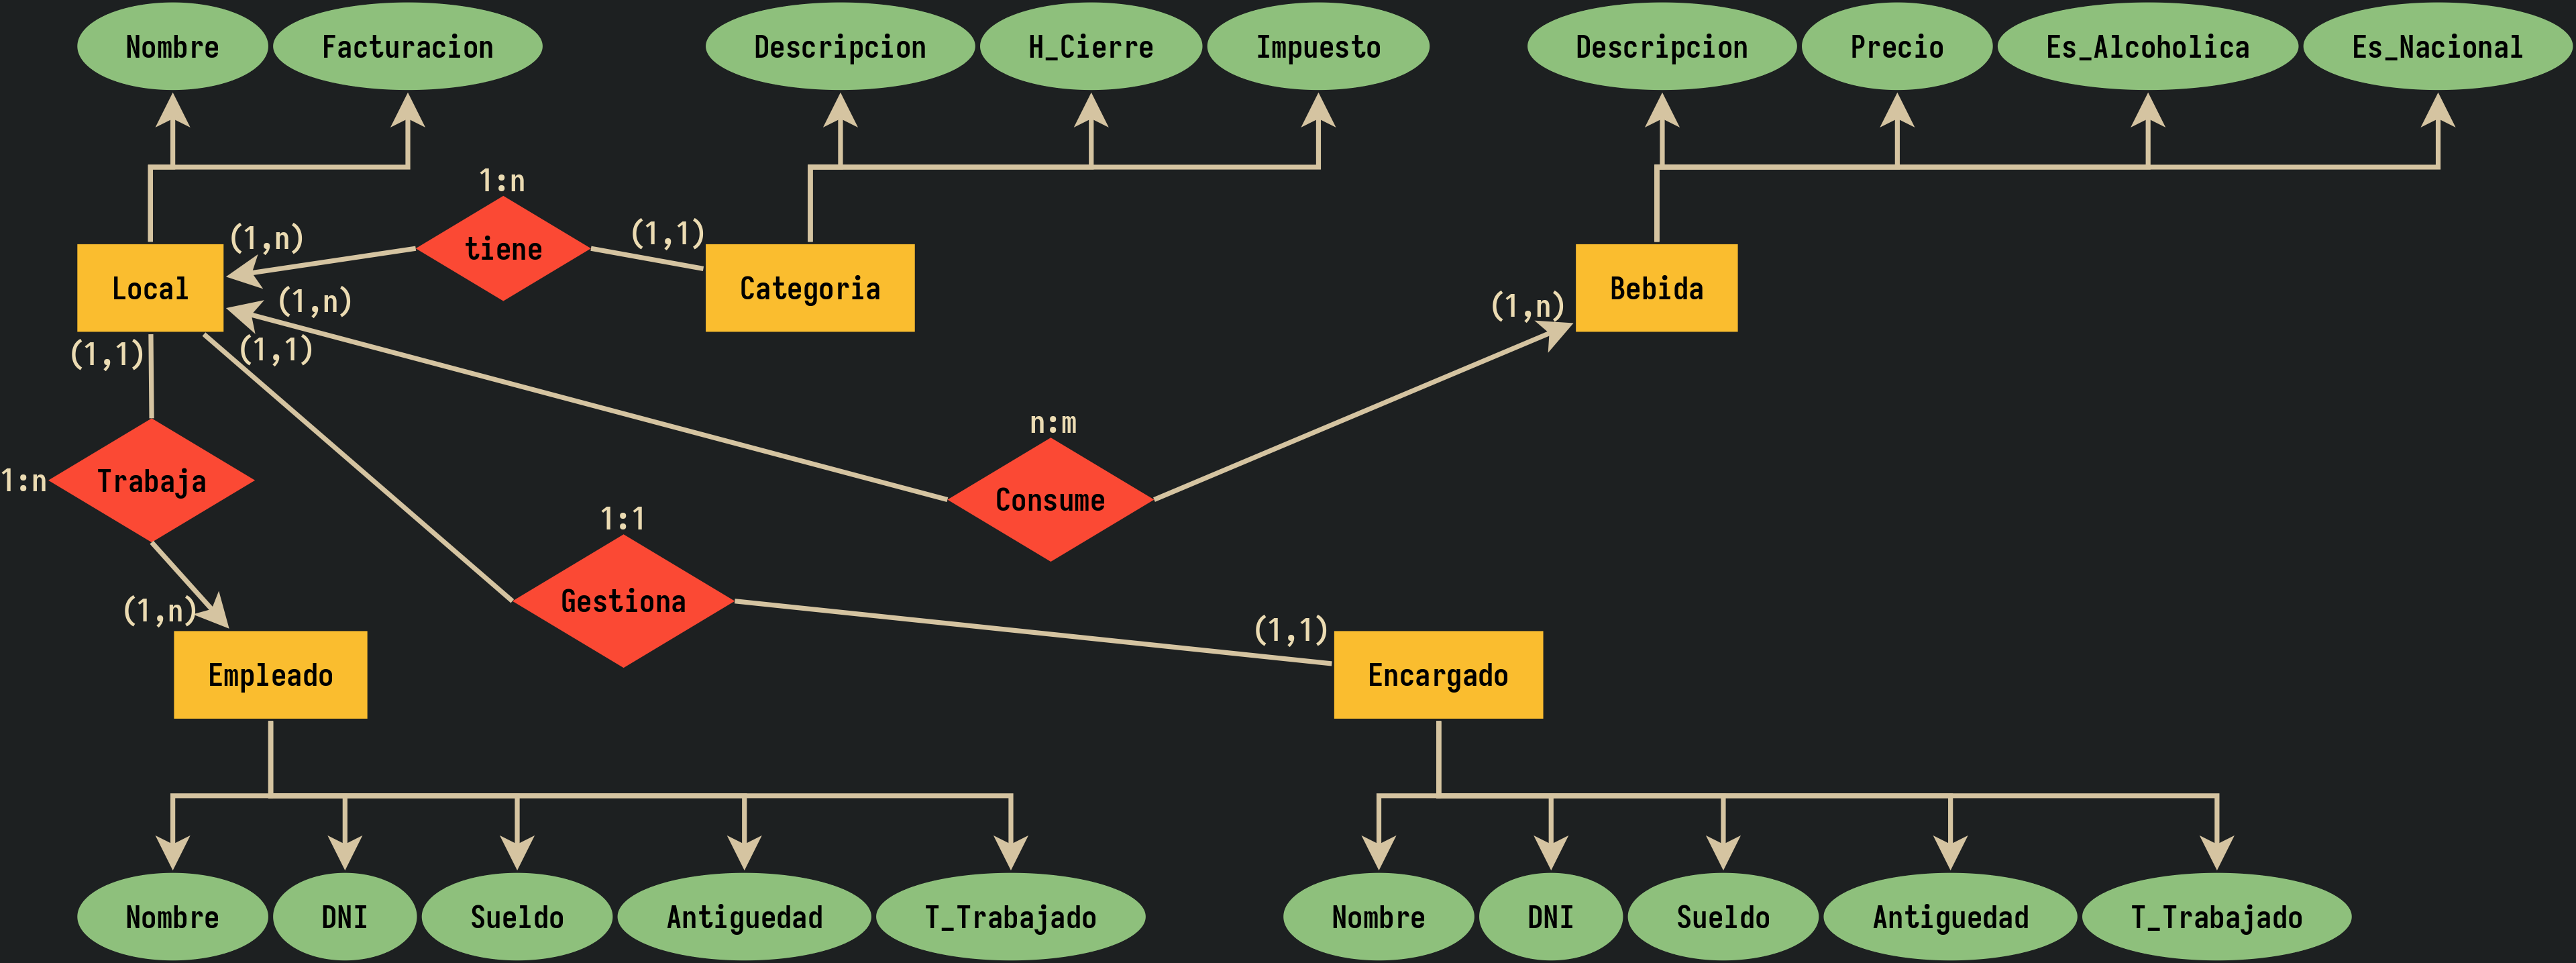 Nombre
Facturacion
Descripcion
H_Cierre
Impuesto
Descripcion
Precio
Es_Alcoholica
Es_Nacional
1:n
(1,n)
tiene
(1,1)
Local
Categoria
Bebida
(1,n)
(1,n)
(1,1)
(1,1)
n:m
Trabaja
1:n
Consume
1:1
Gestiona
(1,n)
(1,1)
Empleado
Encargado
Nombre
DNI
Sueldo
Antiguedad
T_Trabajado
Nombre
DNI
Sueldo
Antiguedad
T_Trabajado